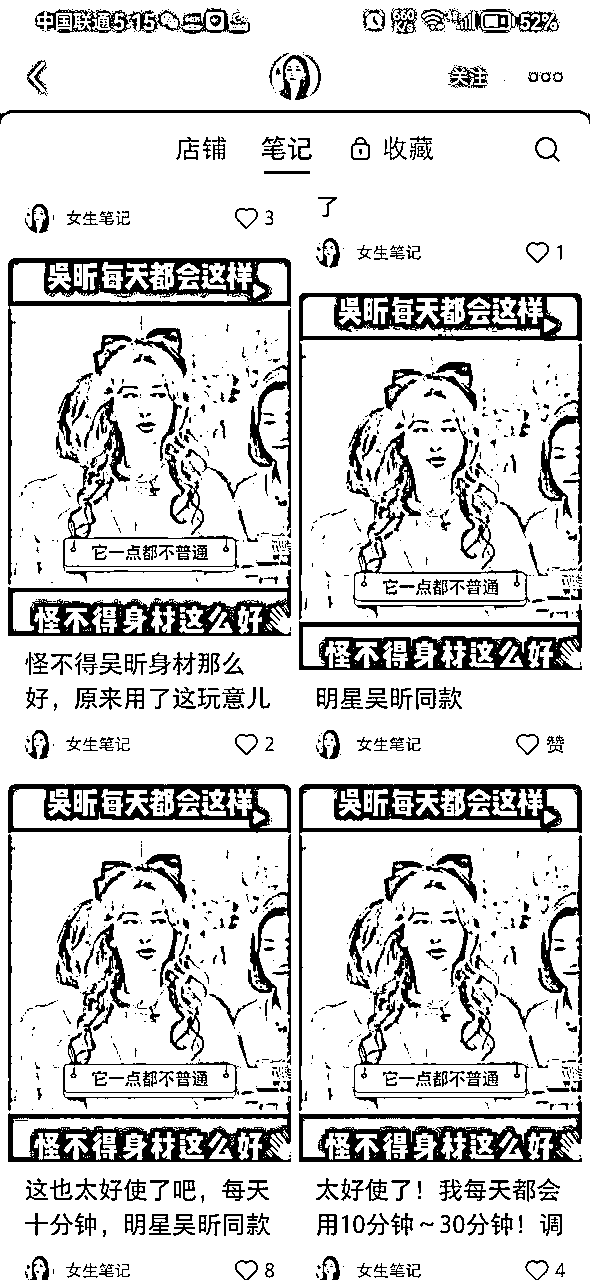 中国联通5:15
52%
关注
店铺
笔记
收藏
女生笔记
3
了
女生笔记
1
吴昕每天都会这样
它一点都不普通
怪不得身材这么好
怪不得吴昕身材那么
好，原来用了这玩意儿
女生笔记
2
吴昕每天都会这样
它一点都不普通
怪不得身材这么好
明星吴昕同款
女生笔记
赞
吴昕每天都会这样
它一点都不普通
怪不得身材这么好
这也太好使了吧，每天
十分钟，明星吴昕同款
女生笔记
8
吴昕每天都会这样
它一点都不普通
怪不得身材这么好
太好使了！我每天都会
用10分钟～30分钟！调
女生笔记
4